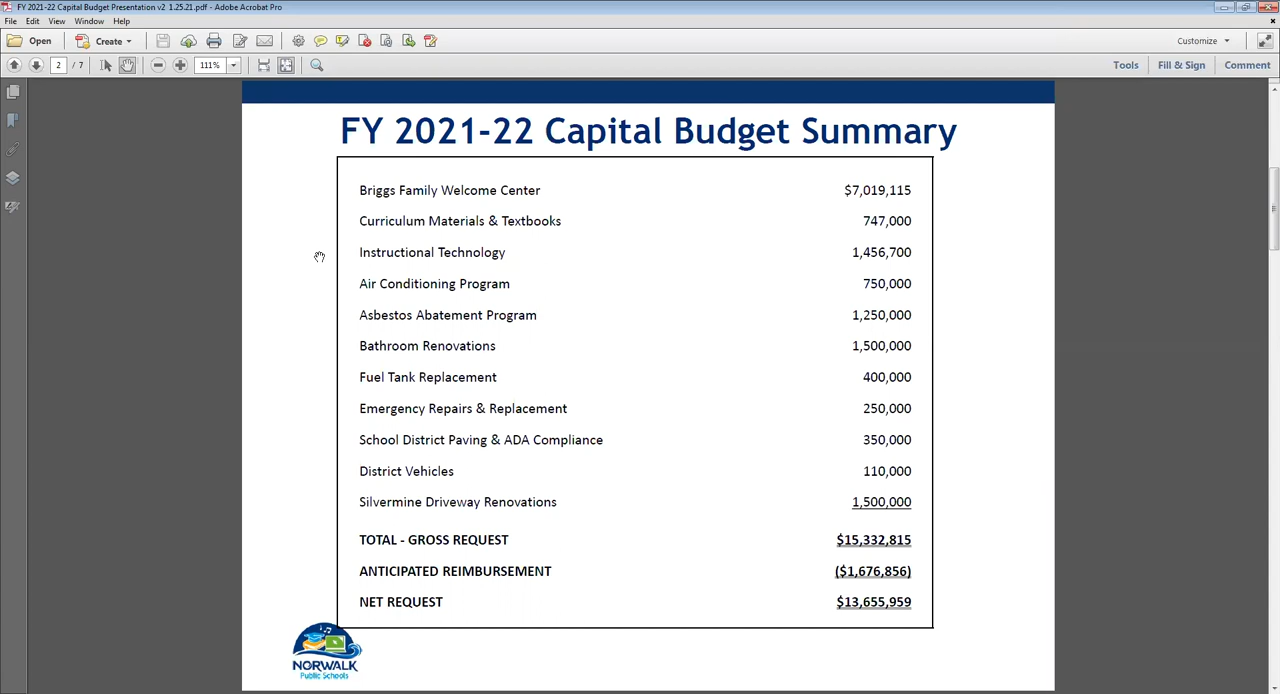 FY 2021-22 Capital Budget Presentation v2 1.25.21.pdf - Adobe Acrobat Pro
File Edit View Window Help
Open Create Customize
2 / 7 111% Tools Fill & Sign Comment
FY 2021-22 Capital Budget Summary
Briggs Family Welcome Center $7,019,115
Curriculum Materials & Textbooks 747,000
Instructional Technology 1,456,700
Air Conditioning Program 750,000
Asbestos Abatement Program 1,250,000
Bathroom Renovations 1,500,000
Fuel Tank Replacement 400,000
Emergency Repairs & Replacement 250,000
School District Paving & ADA Compliance 350,000
District Vehicles 110,000
Silvermine Driveway Renovations 1,500,000
TOTAL - GROSS REQUEST $15,332,815
ANTICIPATED REIMBURSEMENT ($1,676,856)
NET REQUEST $13,655,959
NORWALK
Public Schools